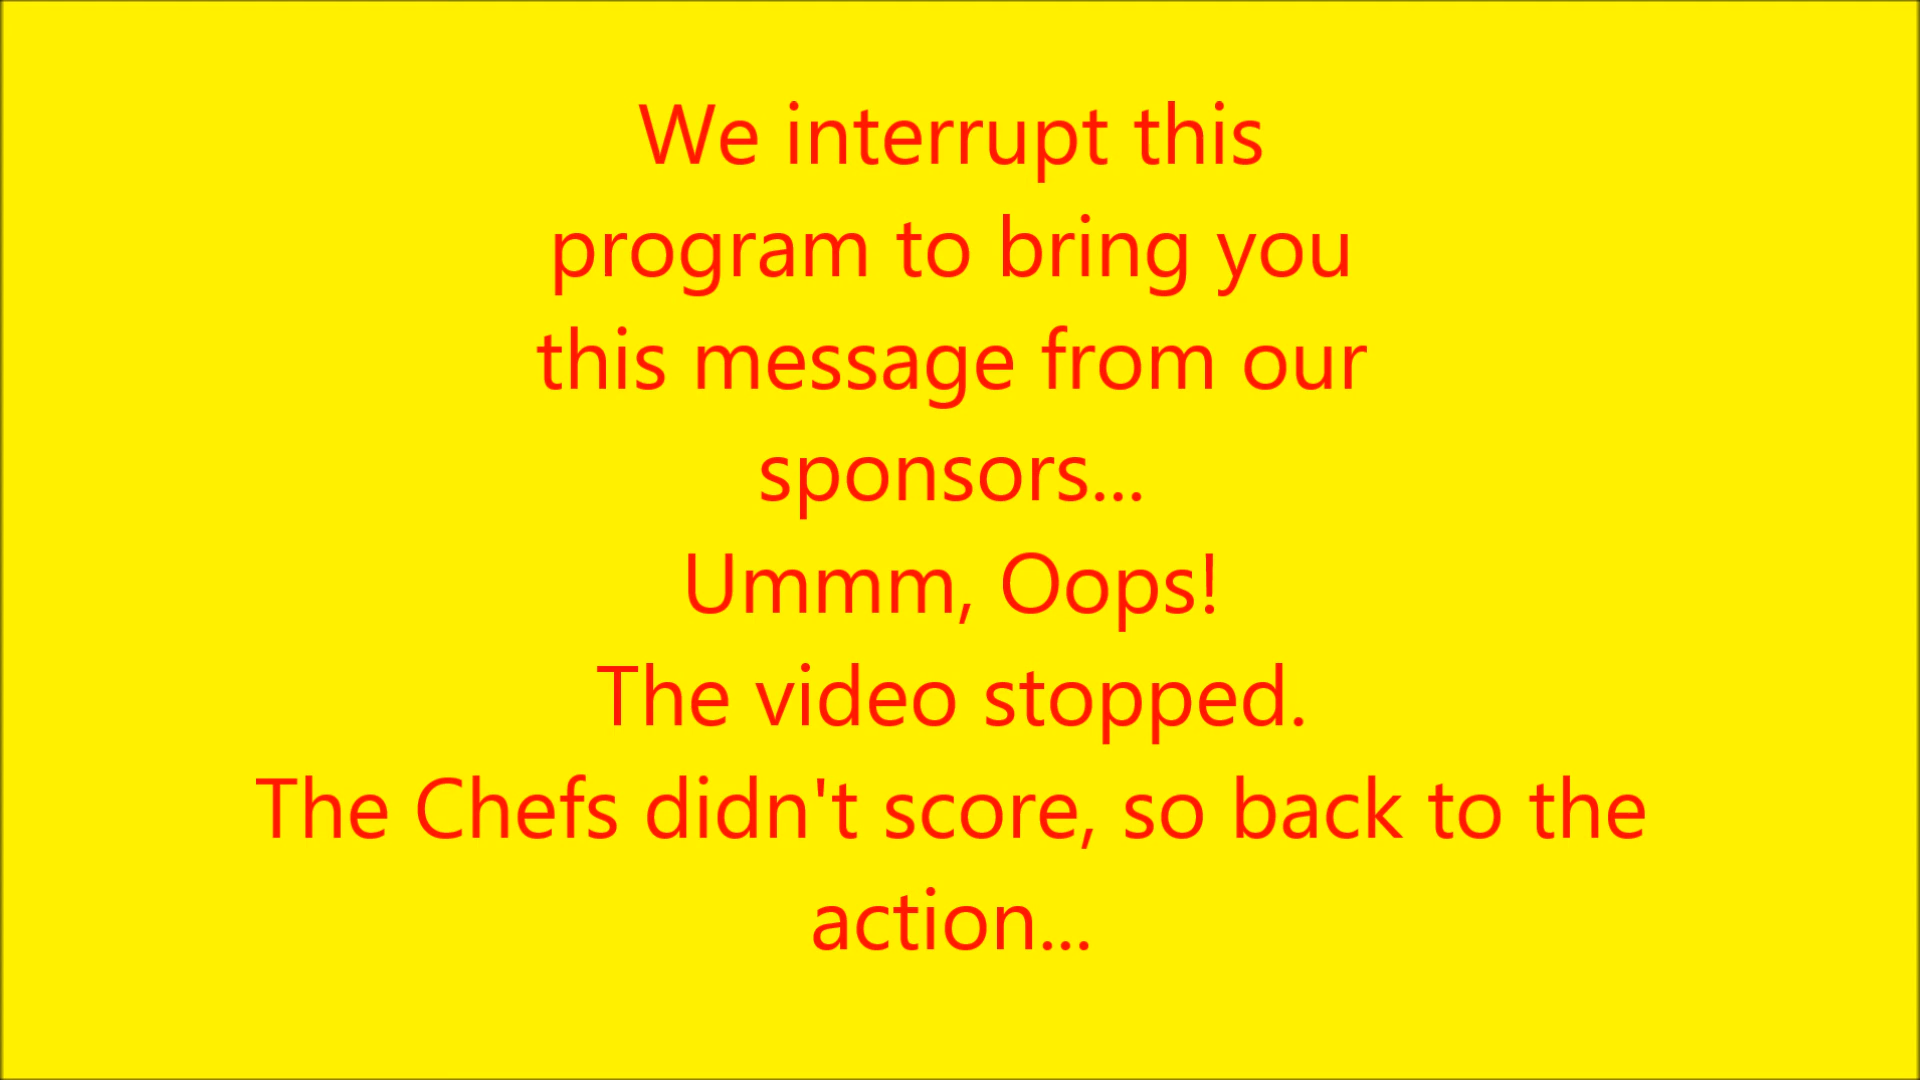 We interrupt this
program to bring you
this message from our
sponsors...
Ummm, Oops!
The video stopped.
The Chefs didn't score, so back to the
action...